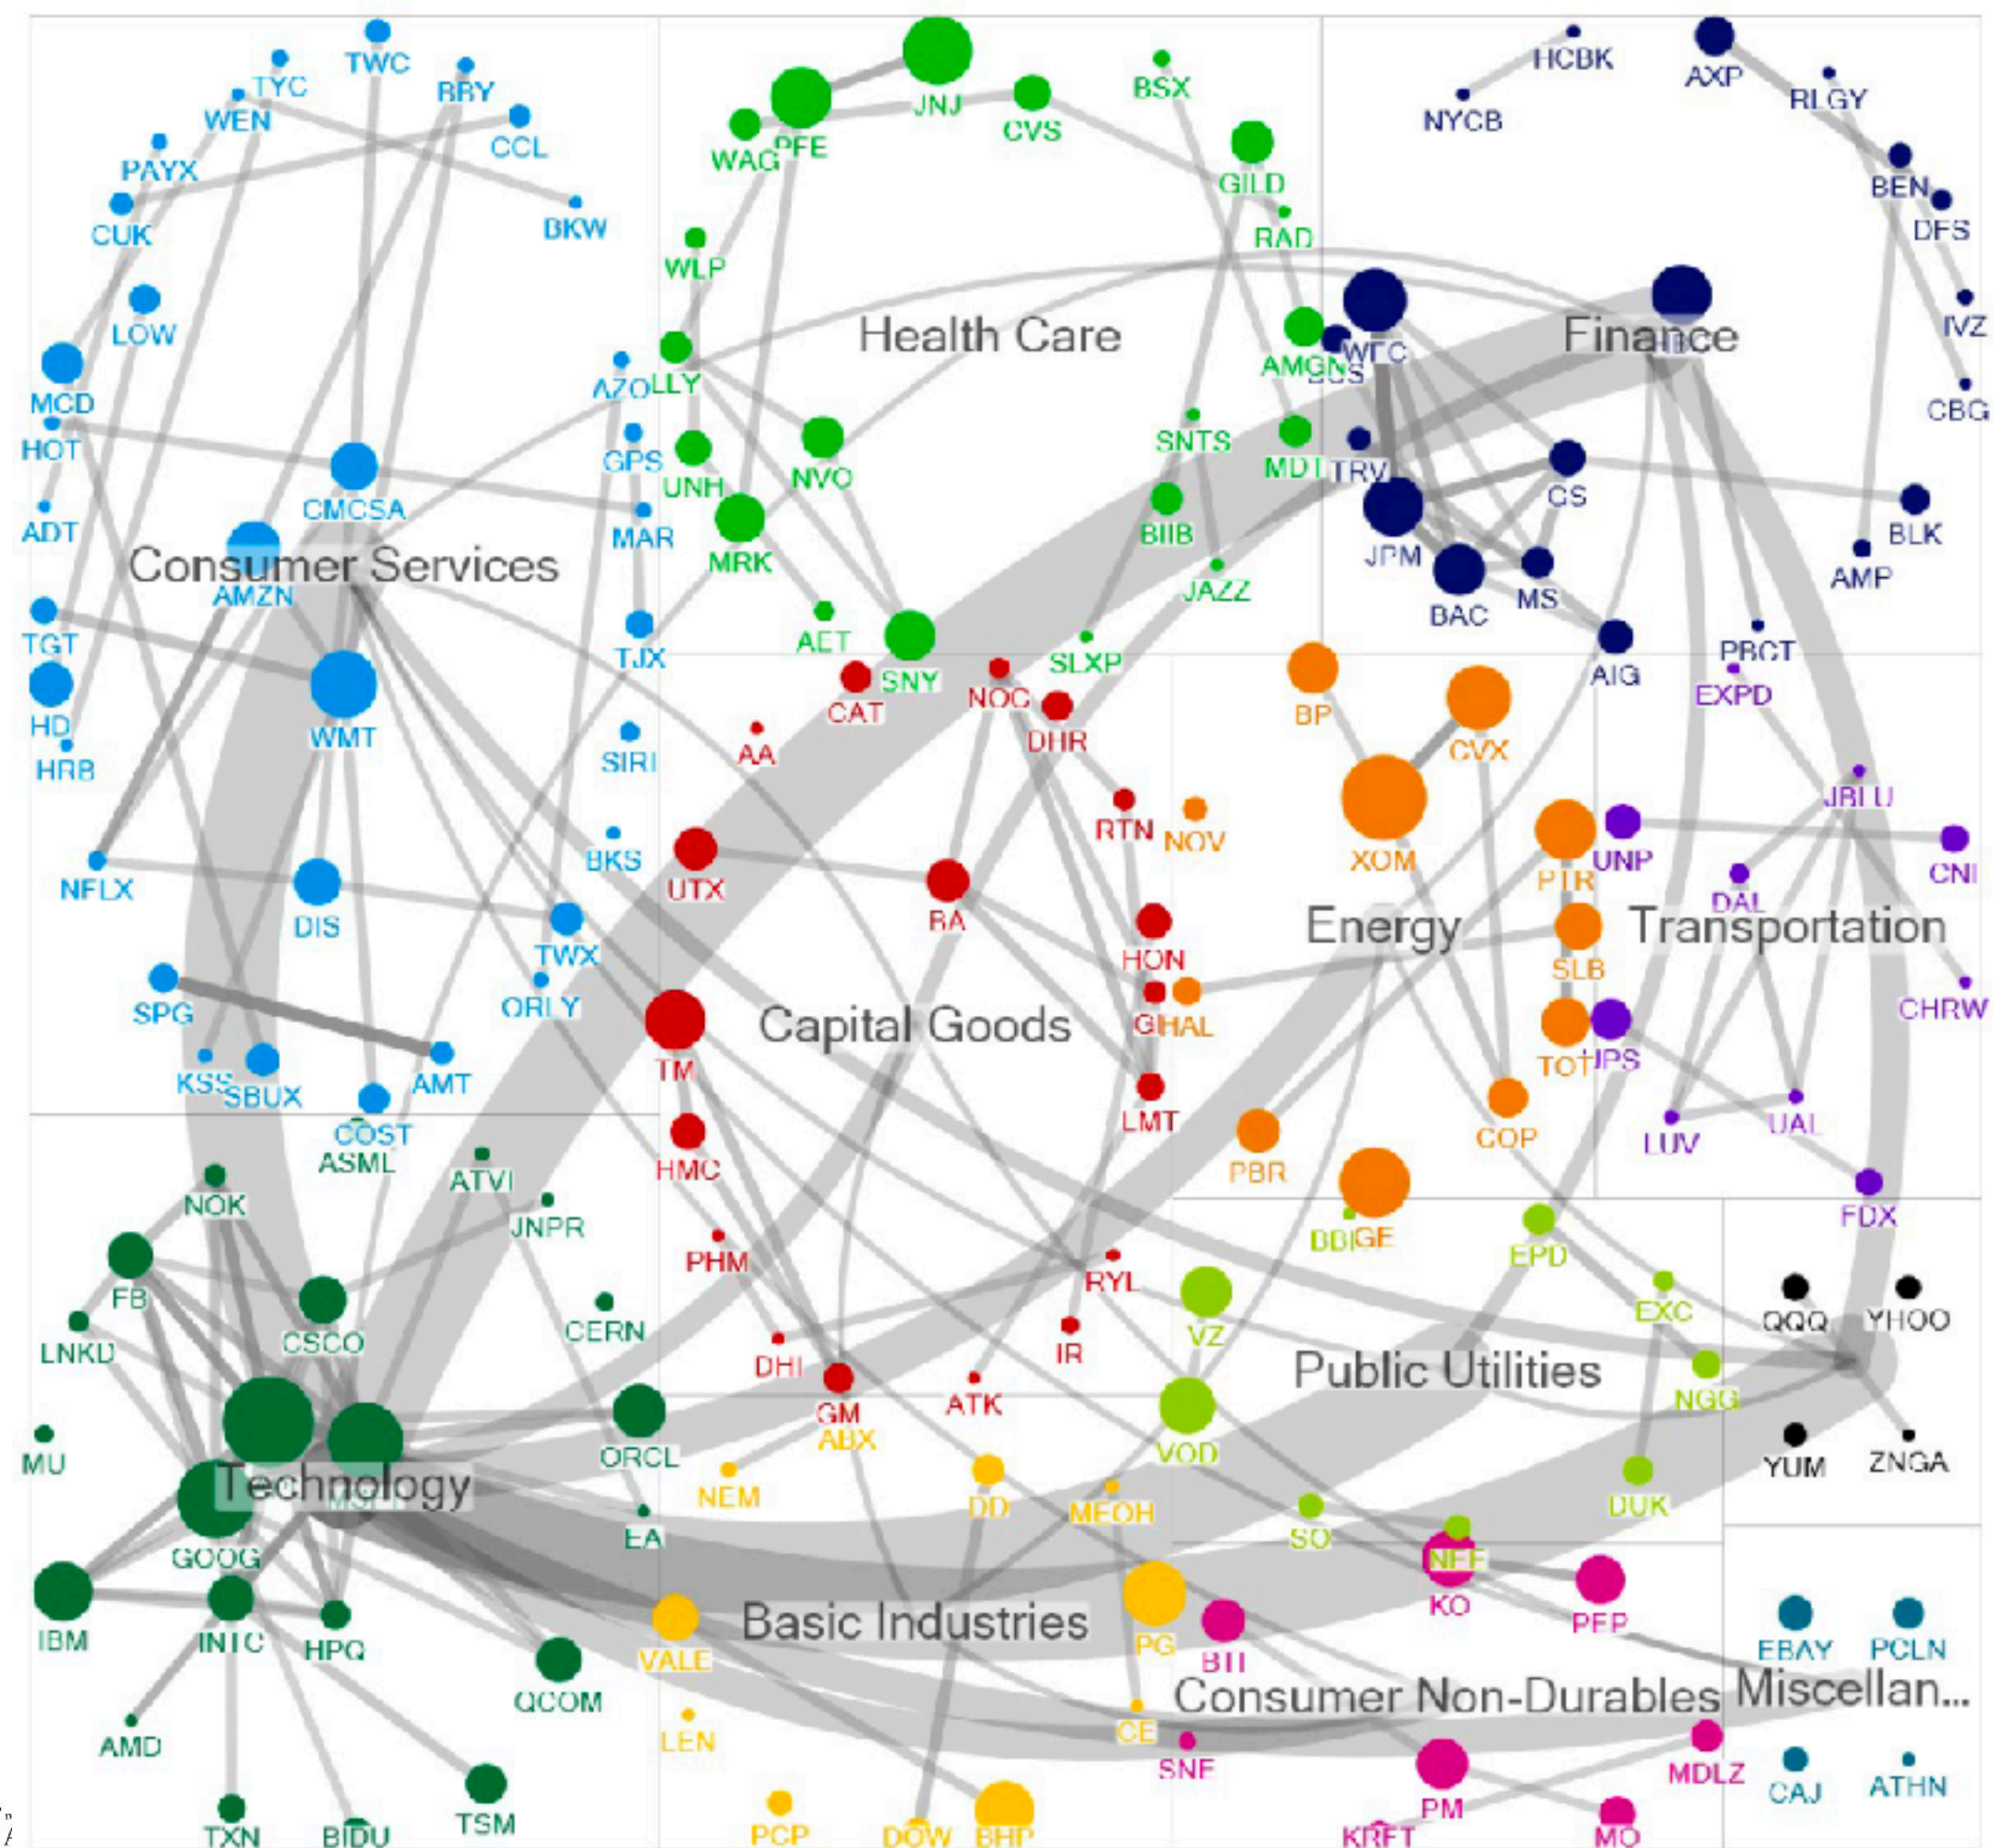 TWC
TYC
BBY
WEN
CCL
PAYX
CUK
BKW
LOW
MCD
AZO
HOT
GPS
CMCSA
ADT
MAR
Consumer Services
AMZN
TGT
TJX
HD
WMT
HRB
SIRI
BKS
NFLX
DIS
TWX
ORLY
SPG
KSS
SBUX
AMT
COST
JNJ
BSX
CVS
WAG
PFE
GILD
RAD
WLP
Health Care
AMGN
LLY
SNTS
MDT
UNH
NVO
BIIB
MRK
JAZZ
AET
SLXP
SNY
HCBK
AXP
RLGY
NYCB
BEN
DFS
IVZ
WFC
Finance
CBG
TRV
GS
BLK
JPM
AMP
MS
BAC
PBCT
AIG
CAT
NOC
DHR
AA
RTN
UTX
BA
HON
Capital Goods
TM
LMT
HMC
PHM
RYL
IR
DHI
GM
ATK
BP
CVX
NOV
XOM
PTR
Energy
SLB
HAL
TOT
COP
PBR
GE
EXPD
JBLU
UNP
CNI
DAL
Transportation
CHRW
UPS
LUV
UAL
FDX
ASML
ATVI
NOK
JNPR
FB
CERN
CSCO
LNKD
MU
ORCL
Technology
EA
GOOG
IBM
INTC
HPQ
QCOM
AMD
TSM
TXN
BIDU
EPD
EXC
VZ
Public Utilities
NGG
VOD
DUK
SO
QQQ
YHOO
YUM
ZNGA
ABX
NEM
DD
MEOH
Basic Industries
VALE
PG
LEN
CE
PCP
DOW
BHP
KO
PEP
BTI
Consumer Non-Durables
SNE
MDLZ
PM
KRFT
MO
EBAY
PCLN
Miscellan...
CAJ
ATHN